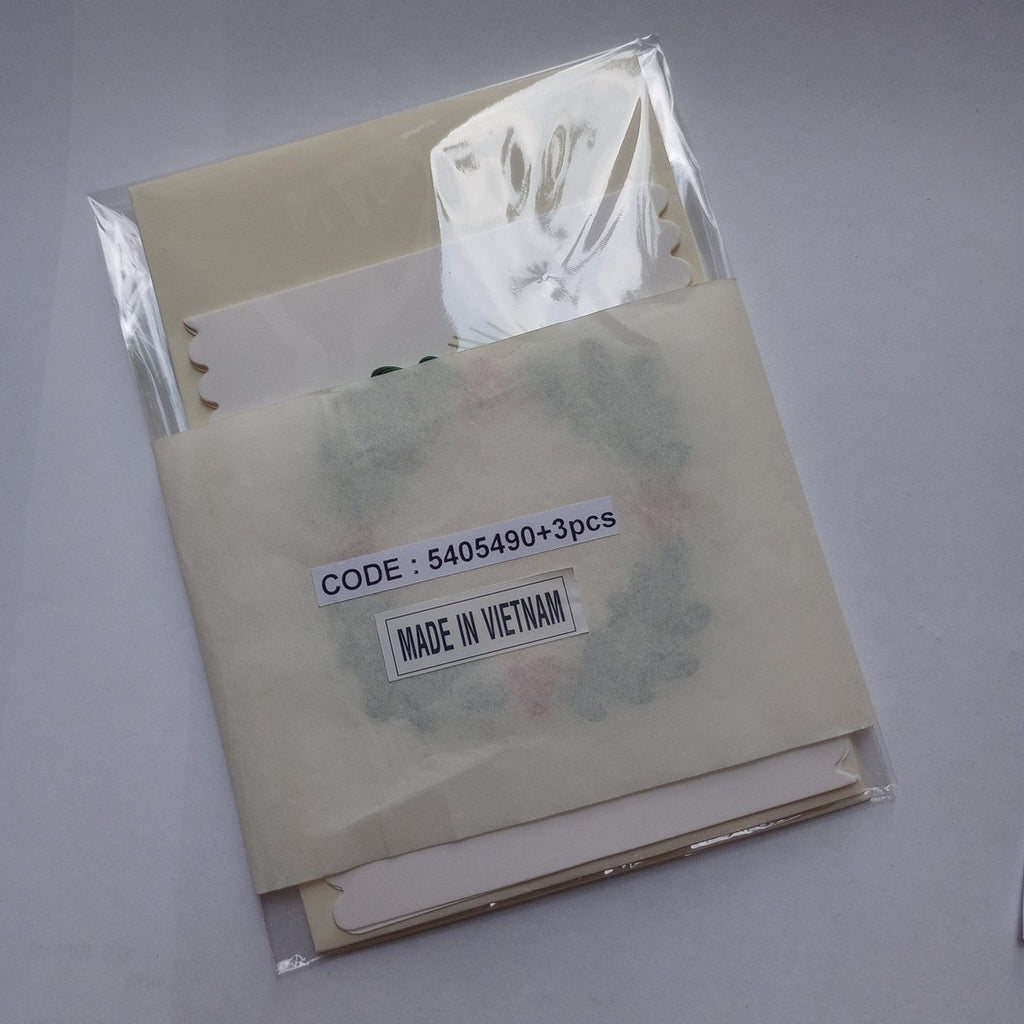 CODE : 5405490+3pcs
MADE IN VIETNAM